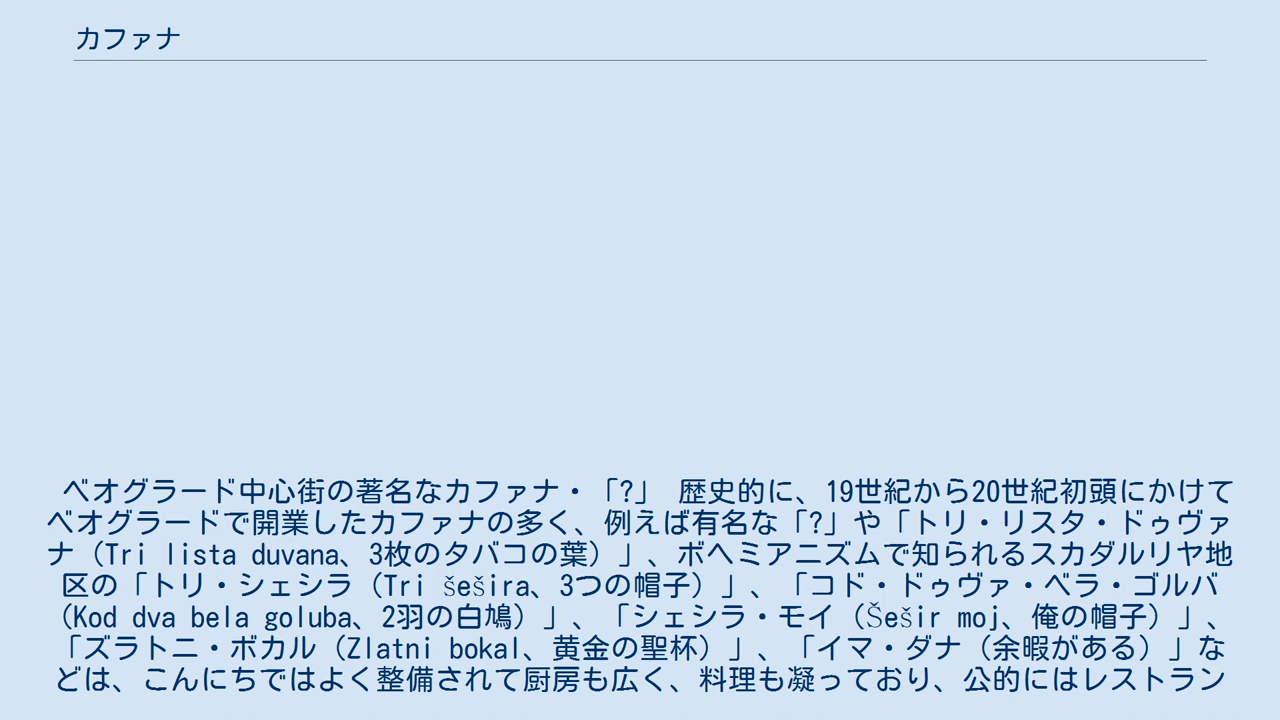 カファナ
ベオグラード中心街の著名なカファナ・「?」 歴史的に、19世紀から20世紀初頭にかけて
ベオグラードで開業したカファナの多く、例えば有名な「?」や「トリ・リスタ・ドゥヴァ
ナ（Tri lista duvana、3枚のタバコの葉）」、ボヘミアニズムで知られるスカダルリヤ地
区の「トリ・シェシラ（Tri šešira、3つの帽子）」、「コド・ドゥヴァ・ベラ・ゴルバ
（Kod dva bela goluba、2羽の白鳩）」、「シェシラ・モイ（Šešir moj、俺の帽子）」、
「ズラトニ・ボカル（Zlatni bokal、黄金の聖杯）」、「イマ・ダナ（余暇がある）」な
どは、こんにちではよく整備されて厨房も広く、料理も凝っており、公的にはレストラン